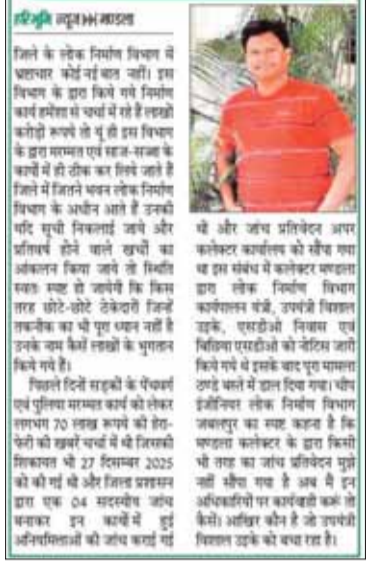 हरिभूमि न्यूज ▸▸ मण्डला
जिले के लोक निर्माण विभाग में
भ्रष्टाचार कोई नई बात नहीं। इस
विभाग के द्वारा किये गये निर्माण
कार्य हमेशा से चर्चा में रहे हैं लाखों
करोड़ों रूपये तो यूं ही इस विभाग
के द्वारा मरम्मत एवं साज-सज्जा के
कार्यों में ही ठीक कर लिये जाते हैं
जिले में जितने भवन लोक निर्माण
विभाग के अधीन आते हैं उनकी
यदि सूची निकलाई जाये और
प्रतिवर्ष होने वाले खर्चो का
आंकलन किया जाये तो स्थिति
स्वतः स्पष्ट हो जायेगी कि किस
तरह छोटे-छोटे ठेकेदारों जिन्हें
तकनीक का भी पूरा ध्यान नहीं है
उनके नाम कैसें लाखों के भुगतान
किये गये हैं।
पिछले दिनों सड़कों के पेंचवर्ग
एवं पुलिया मरम्मत कार्य को लेकर
लगभग 70 लाख रूपये की हेरा-
फेरी की खबरें चर्चा में थी जिसकी
शिकायत भी 27 दिसम्बर 2025
को की गई थी और जिला प्रशासन
द्वारा एक 04 सदस्यीय जांच
बनाकर इन कार्यों में हुई
अनियमिताओं की जांच कराई गई
थी और जांच प्रतिवेदन अपर
कलेक्टर कार्यालय को सौंपा गया
था इस संबंध में कलेक्टर मण्डला
द्वारा लोक निर्माण विभाग
कार्यपालन यंत्री, उपयंत्री विशाल
उइके, एसडीओ निवास एवं
बिछिया एसडीओ को नोटिस जारी
किये गये थे इसके बाद पूरा मामला
ठण्डे बस्ते में डाल दिया गया। चीप
इंजीनियर लोक निर्माण विभाग
जबलपुर का स्पष्ट कहना है कि
मण्डला कलेक्टर के द्वारा किसी
भी तरह का जांच प्रतिवेदन मुझे
नहीं सौंपा गया है अब मैं इन
अधिकारियों पर कार्यवाही करूं तो
कैसें। आखिर कौन है जो उपयंत्री
विशाल उइके को बचा रहा है।